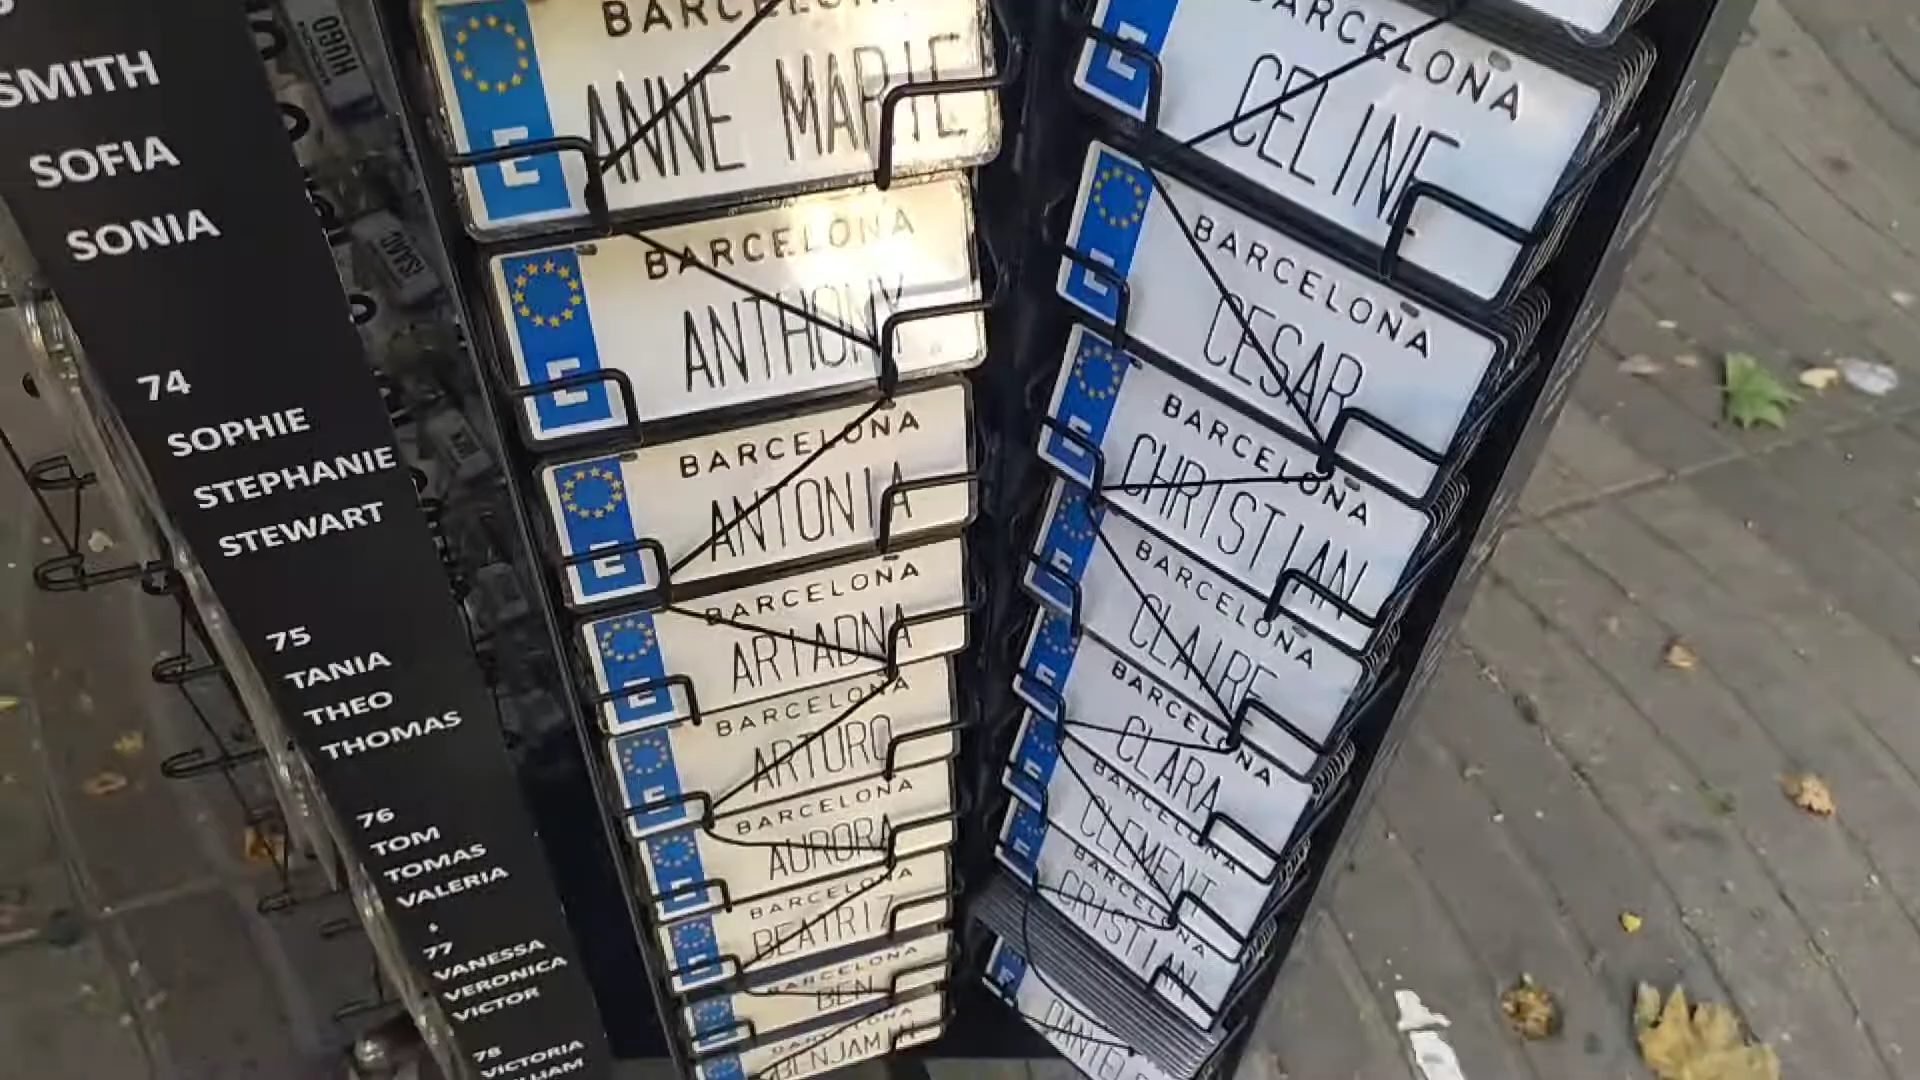 SMITH
SOFIA
SONIA
74
SOPHIE
STEPHANIE
STEWART
75
TANIA
THEO
THOMAS
76
TOM
TOMAS
VALERIA
77
VANESSA
VERONICA
VICTOR
78
VICTORIA
HUGO
ISAAC
BARCELONA
E
ANNE MARIE
BARCELONA
E
ANTHONY
BARCELONA
E
ANTONIA
BARCELONA
E
ARIADNA
BARCELONA
E
ARTURO
BARCELONA
E
AURORA
BARCELONA
E
BEATRIZ
BARCELONA
BEN
BARCELONA
BENJAMIN
BARCELONA
E
CELINE
BARCELONA
E
CESAR
BARCELONA
E
CHRISTIAN
BARCELONA
E
CLAIRE
BARCELONA
E
CLARA
BARCELONA
E
CLEMENT
BARCELONA
E
CRISTIAN
E